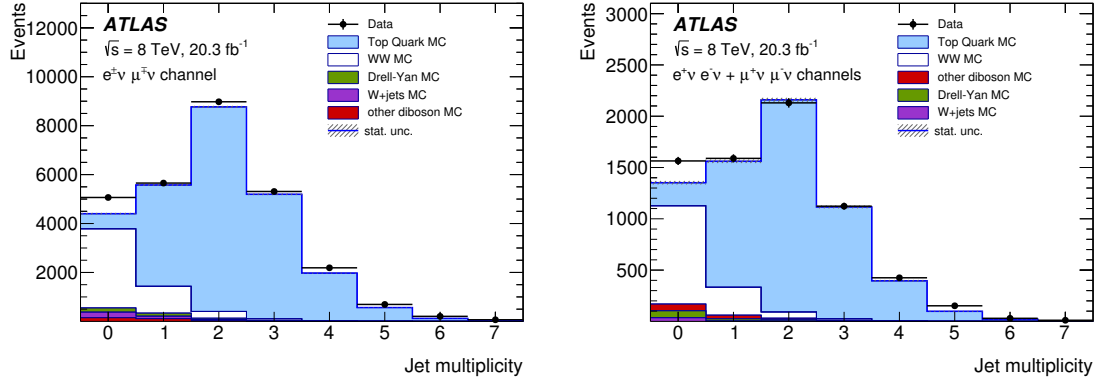 Events
12000
10000
8000
6000
4000
2000
ATLAS
√s = 8 TeV, 20.3 fb⁻¹
e±ν μ∓ν channel
Data
Top Quark MC
WW MC
Drell-Yan MC
W+jets MC
other diboson MC
stat. unc.
0 1 2 3 4 5 6 7
Jet multiplicity
Events
3000
2500
2000
1500
1000
500
ATLAS
√s = 8 TeV, 20.3 fb⁻¹
e⁺ν e⁻ν + μ⁺ν μ⁻ν channels
Data
Top Quark MC
WW MC
other diboson MC
Drell-Yan MC
W+jets MC
stat. unc.
0 1 2 3 4 5 6 7
Jet multiplicity